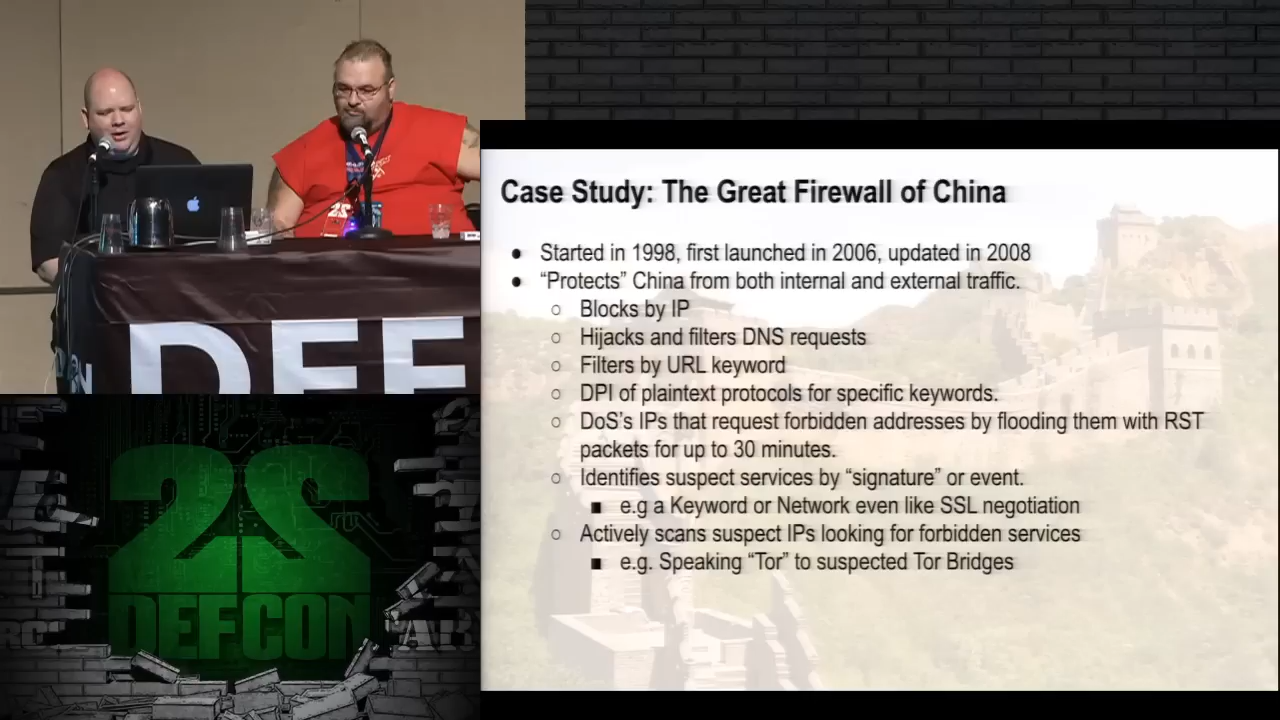 Case Study: The Great Firewall of China
● Started in 1998, first launched in 2006, updated in 2008
● “Protects” China from both internal and external traffic.
○ Blocks by IP
○ Hijacks and filters DNS requests
○ Filters by URL keyword
○ DPI of plaintext protocols for specific keywords.
○ DoS’s IPs that request forbidden addresses by flooding them with RST
packets for up to 30 minutes.
○ Identifies suspect services by “signature” or event.
■ e.g a Keyword or Network even like SSL negotiation
○ Actively scans suspect IPs looking for forbidden services
■ e.g. Speaking “Tor” to suspected Tor Bridges
DEF
22
DEFCON